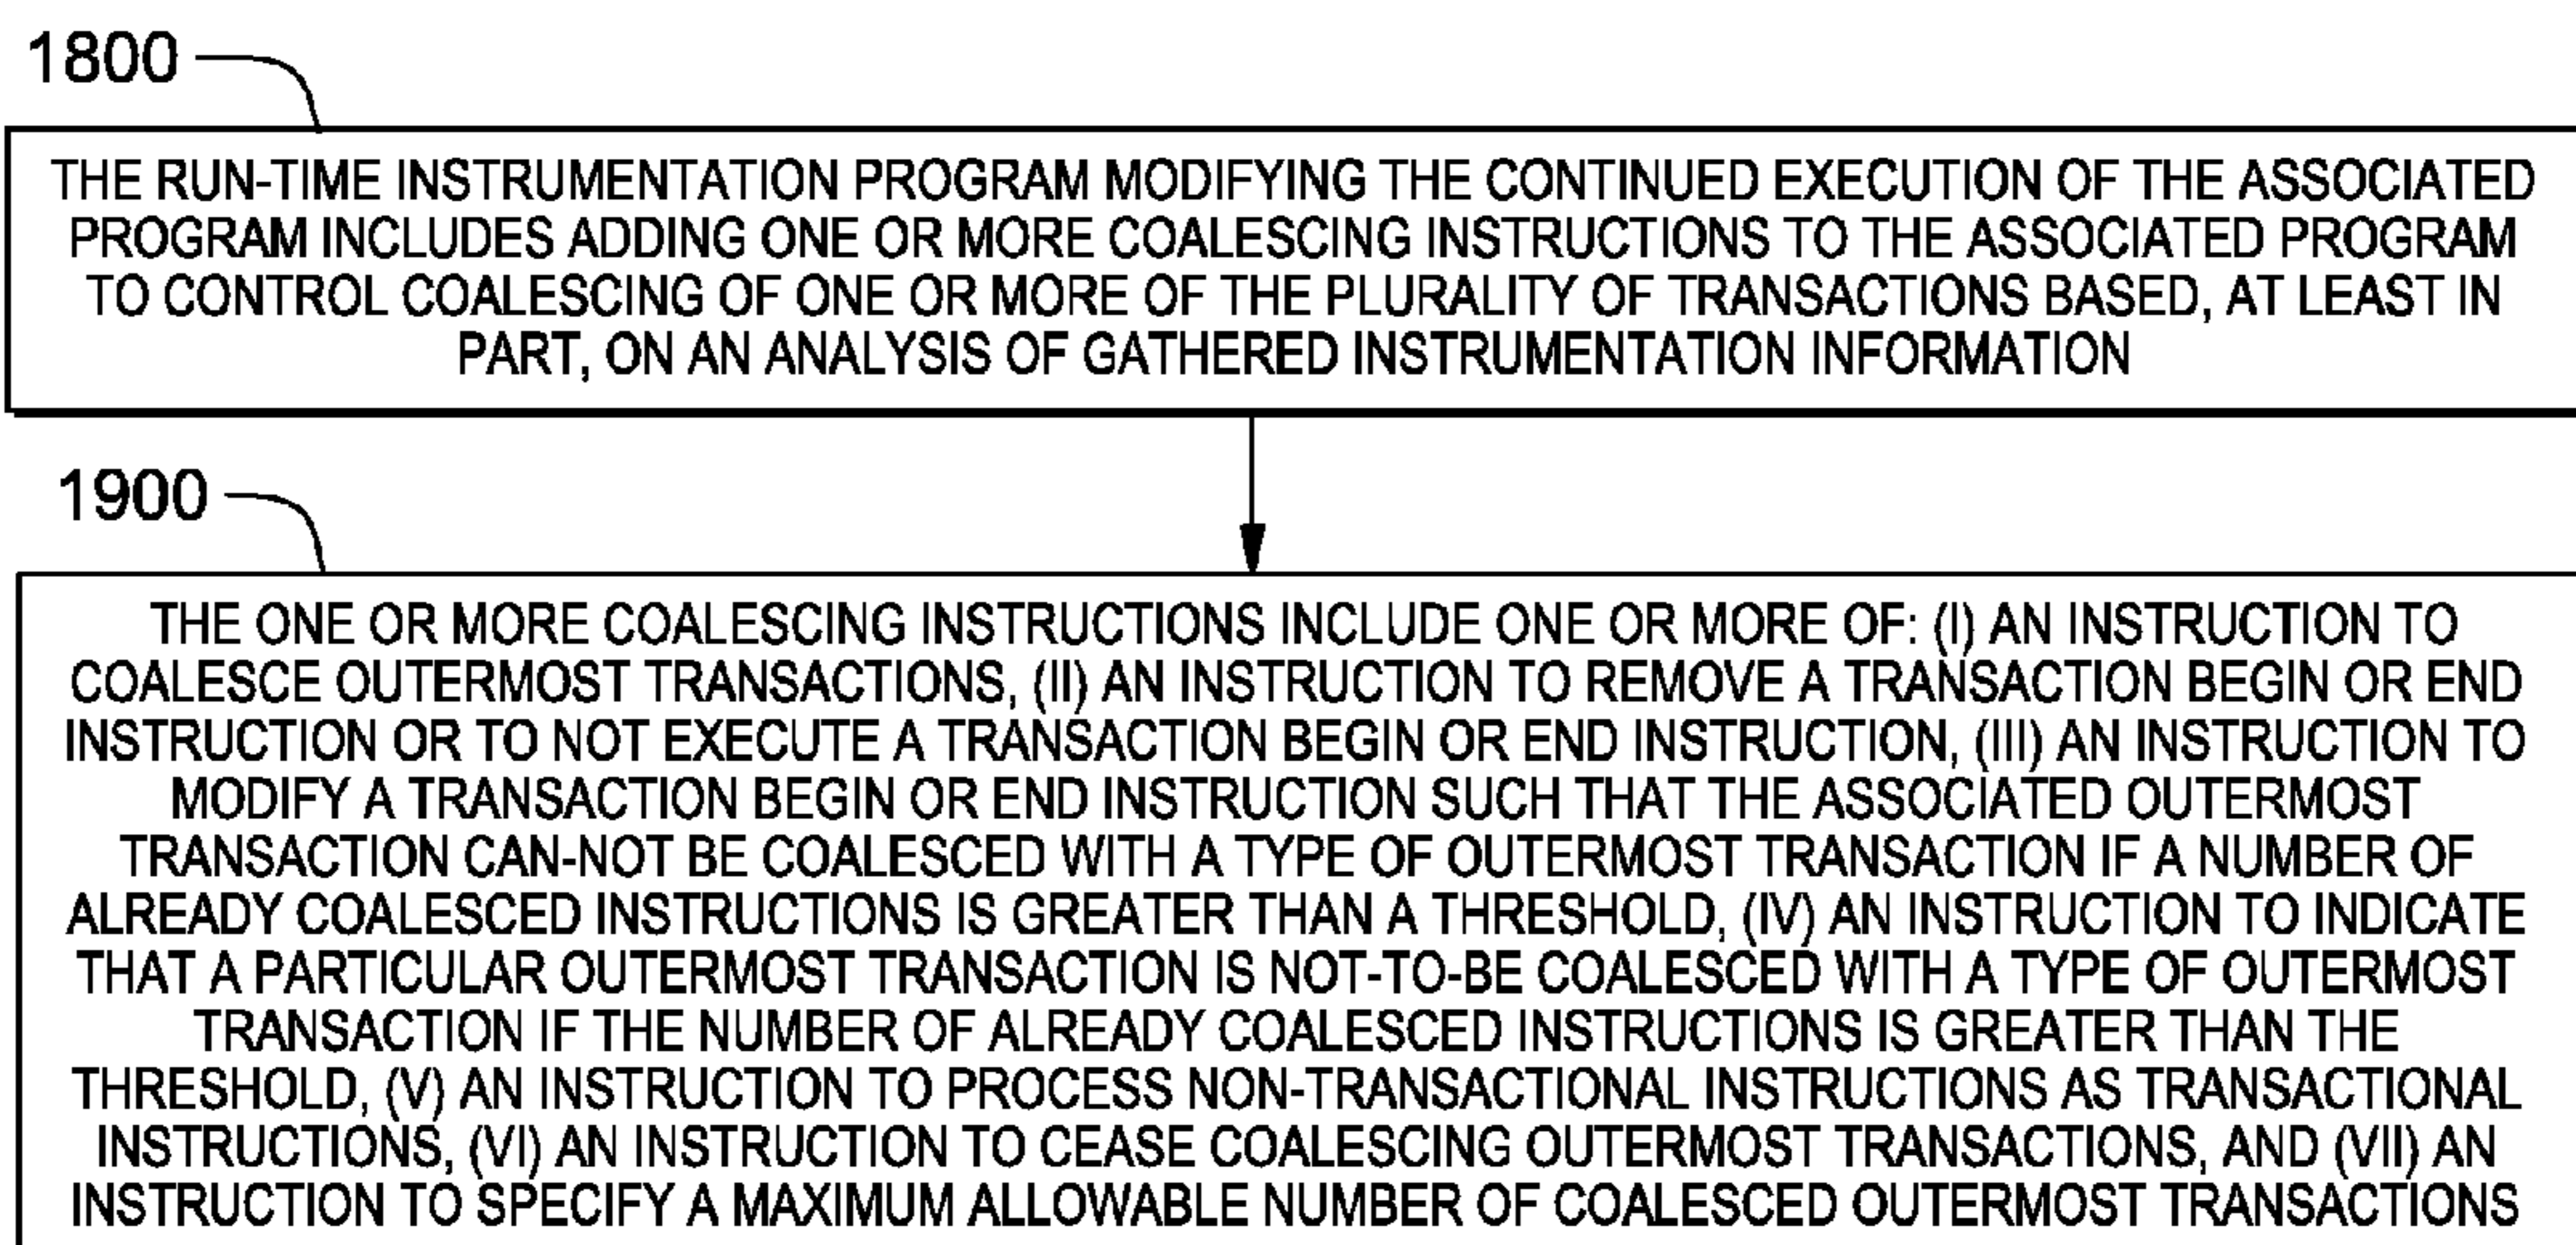 1800
THE RUN-TIME INSTRUMENTATION PROGRAM MODIFYING THE CONTINUED EXECUTION OF THE ASSOCIATED
PROGRAM INCLUDES ADDING ONE OR MORE COALESCING INSTRUCTIONS TO THE ASSOCIATED PROGRAM
TO CONTROL COALESCING OF ONE OR MORE OF THE PLURALITY OF TRANSACTIONS BASED, AT LEAST IN
PART, ON AN ANALYSIS OF GATHERED INSTRUMENTATION INFORMATION
1900
THE ONE OR MORE COALESCING INSTRUCTIONS INCLUDE ONE OR MORE OF: (I) AN INSTRUCTION TO
COALESCE OUTERMOST TRANSACTIONS, (II) AN INSTRUCTION TO REMOVE A TRANSACTION BEGIN OR END
INSTRUCTION OR TO NOT EXECUTE A TRANSACTION BEGIN OR END INSTRUCTION, (III) AN INSTRUCTION TO
MODIFY A TRANSACTION BEGIN OR END INSTRUCTION SUCH THAT THE ASSOCIATED OUTERMOST
TRANSACTION CAN-NOT BE COALESCED WITH A TYPE OF OUTERMOST TRANSACTION IF A NUMBER OF
ALREADY COALESCED INSTRUCTIONS IS GREATER THAN A THRESHOLD, (IV) AN INSTRUCTION TO INDICATE
THAT A PARTICULAR OUTERMOST TRANSACTION IS NOT-TO-BE COALESCED WITH A TYPE OF OUTERMOST
TRANSACTION IF THE NUMBER OF ALREADY COALESCED INSTRUCTIONS IS GREATER THAN THE
THRESHOLD, (V) AN INSTRUCTION TO PROCESS NON-TRANSACTIONAL INSTRUCTIONS AS TRANSACTIONAL
INSTRUCTIONS, (VI) AN INSTRUCTION TO CEASE COALESCING OUTERMOST TRANSACTIONS, AND (VII) AN
INSTRUCTION TO SPECIFY A MAXIMUM ALLOWABLE NUMBER OF COALESCED OUTERMOST TRANSACTIONS